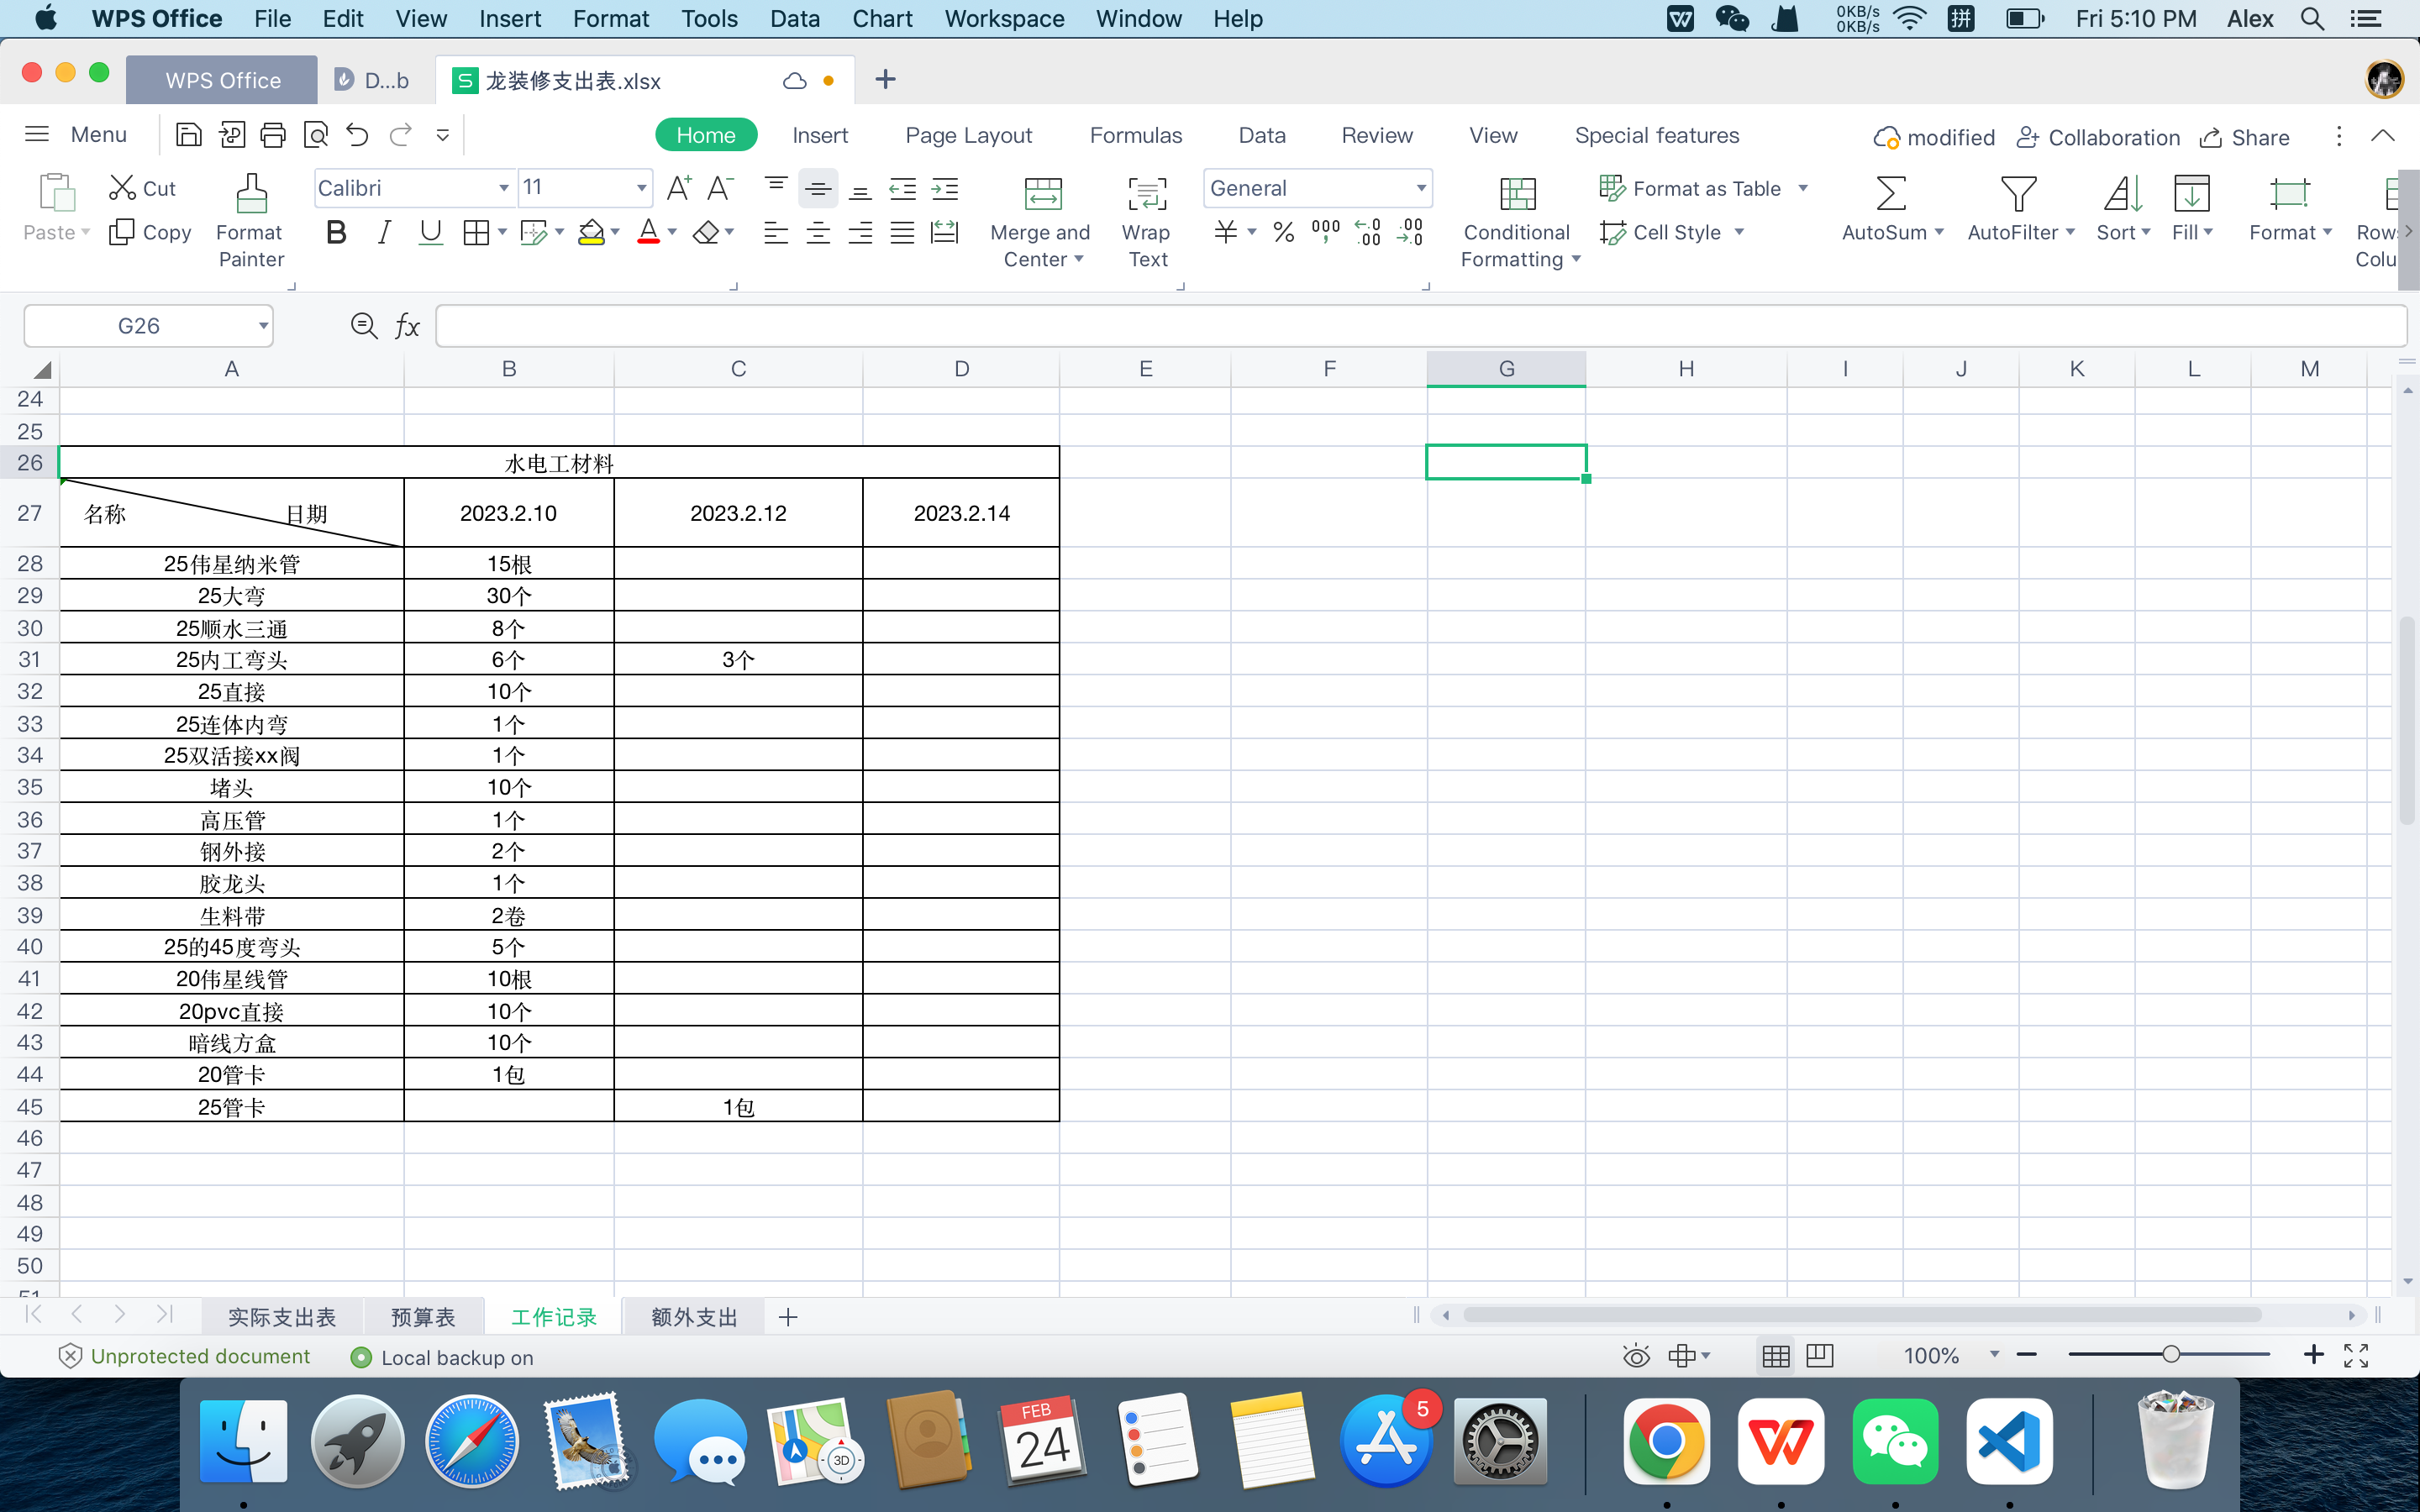 WPS Office File Edit View Insert Format Tools Data Chart Workspace Window Help 0KB/s 0KB/s 拼 Fri 5:10 PM Alex
WPS Office D...b S 龙装修支出表.xlsx
Menu Home Insert Page Layout Formulas Data Review View Special features modified Collaboration Share
Cut Calibri 11 General Format as Table
Paste Copy Format Painter Merge and Center Wrap Text Conditional Formatting Cell Style AutoSum AutoFilter Sort Fill Format
G26 fx
A B C D E F G H I J K L M
24
25
26 水电工材料
27 名称 日期 2023.2.10 2023.2.12 2023.2.14
28 25伟星纳米管 15根
29 25大弯 30个
30 25顺水三通 8个
31 25内工弯头 6个 3个
32 25直接 10个
33 25连体内弯 1个
34 25双活接xx阀 1个
35 堵头 10个
36 高压管 1个
37 钢外接 2个
38 胶龙头 1个
39 生料带 2卷
40 25的45度弯头 5个
41 20伟星线管 10根
42 20pvc直接 10个
43 暗线方盒 10个
44 20管卡 1包
45 25管卡 1包
46
47
48
49
50
实际支出表 预算表 工作记录 额外支出
Unprotected document Local backup on 100%
FEB
24
3D
5